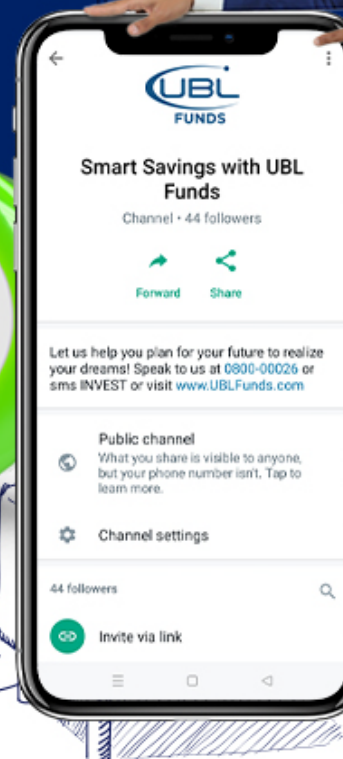 UBL
FUNDS
Smart Savings with UBL
Funds
Channel • 44 followers
Forward Share
Let us help you plan for your future to realize
your dreams! Speak to us at 0800-00026 or
sms INVEST or visit www.UBLFunds.com
Public channel
What you share is visible to anyone,
but your phone number isn't. Tap to
learn more.
Channel settings
44 followers
Invite via link